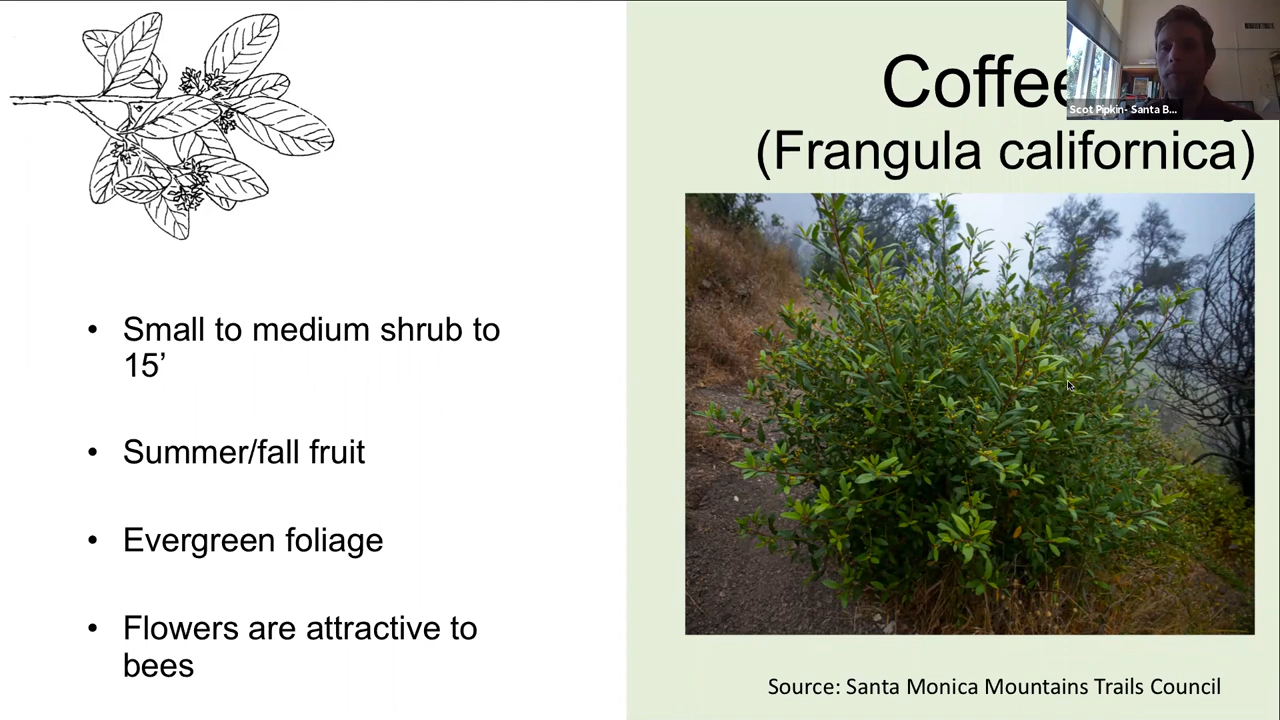 Coffe
(Frangula californica)
Scot Pipkin- Santa B...
• Small to medium shrub to
15’
• Summer/fall fruit
• Evergreen foliage
• Flowers are attractive to
bees
Source: Santa Monica Mountains Trails Council